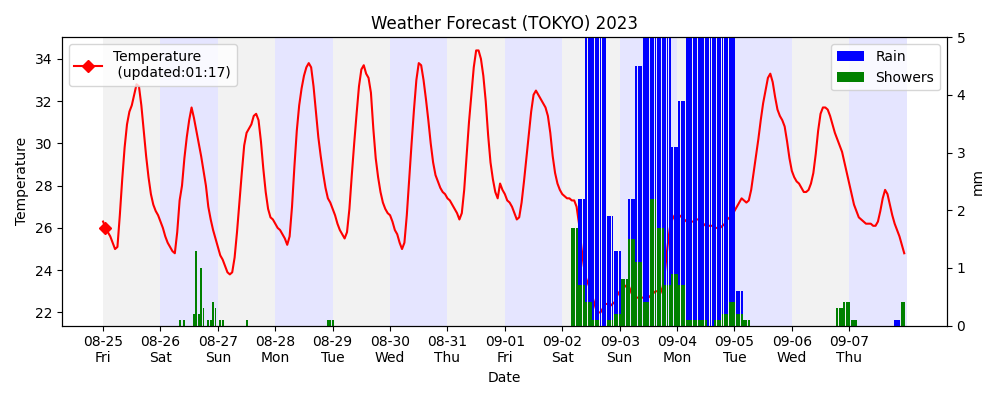 Weather Forecast (TOKYO) 2023
Temperature
(updated:01:17)
Rain
Showers
Temperature
34
32
30
28
26
24
22
5
4
3
2
1
0
mm
08-25 08-26 08-27 08-28 08-29 08-30 08-31 09-01 09-02 09-03 09-04 09-05 09-06 09-07
Fri Sat Sun Mon Tue Wed Thu Fri Sat Sun Mon Tue Wed Thu
Date